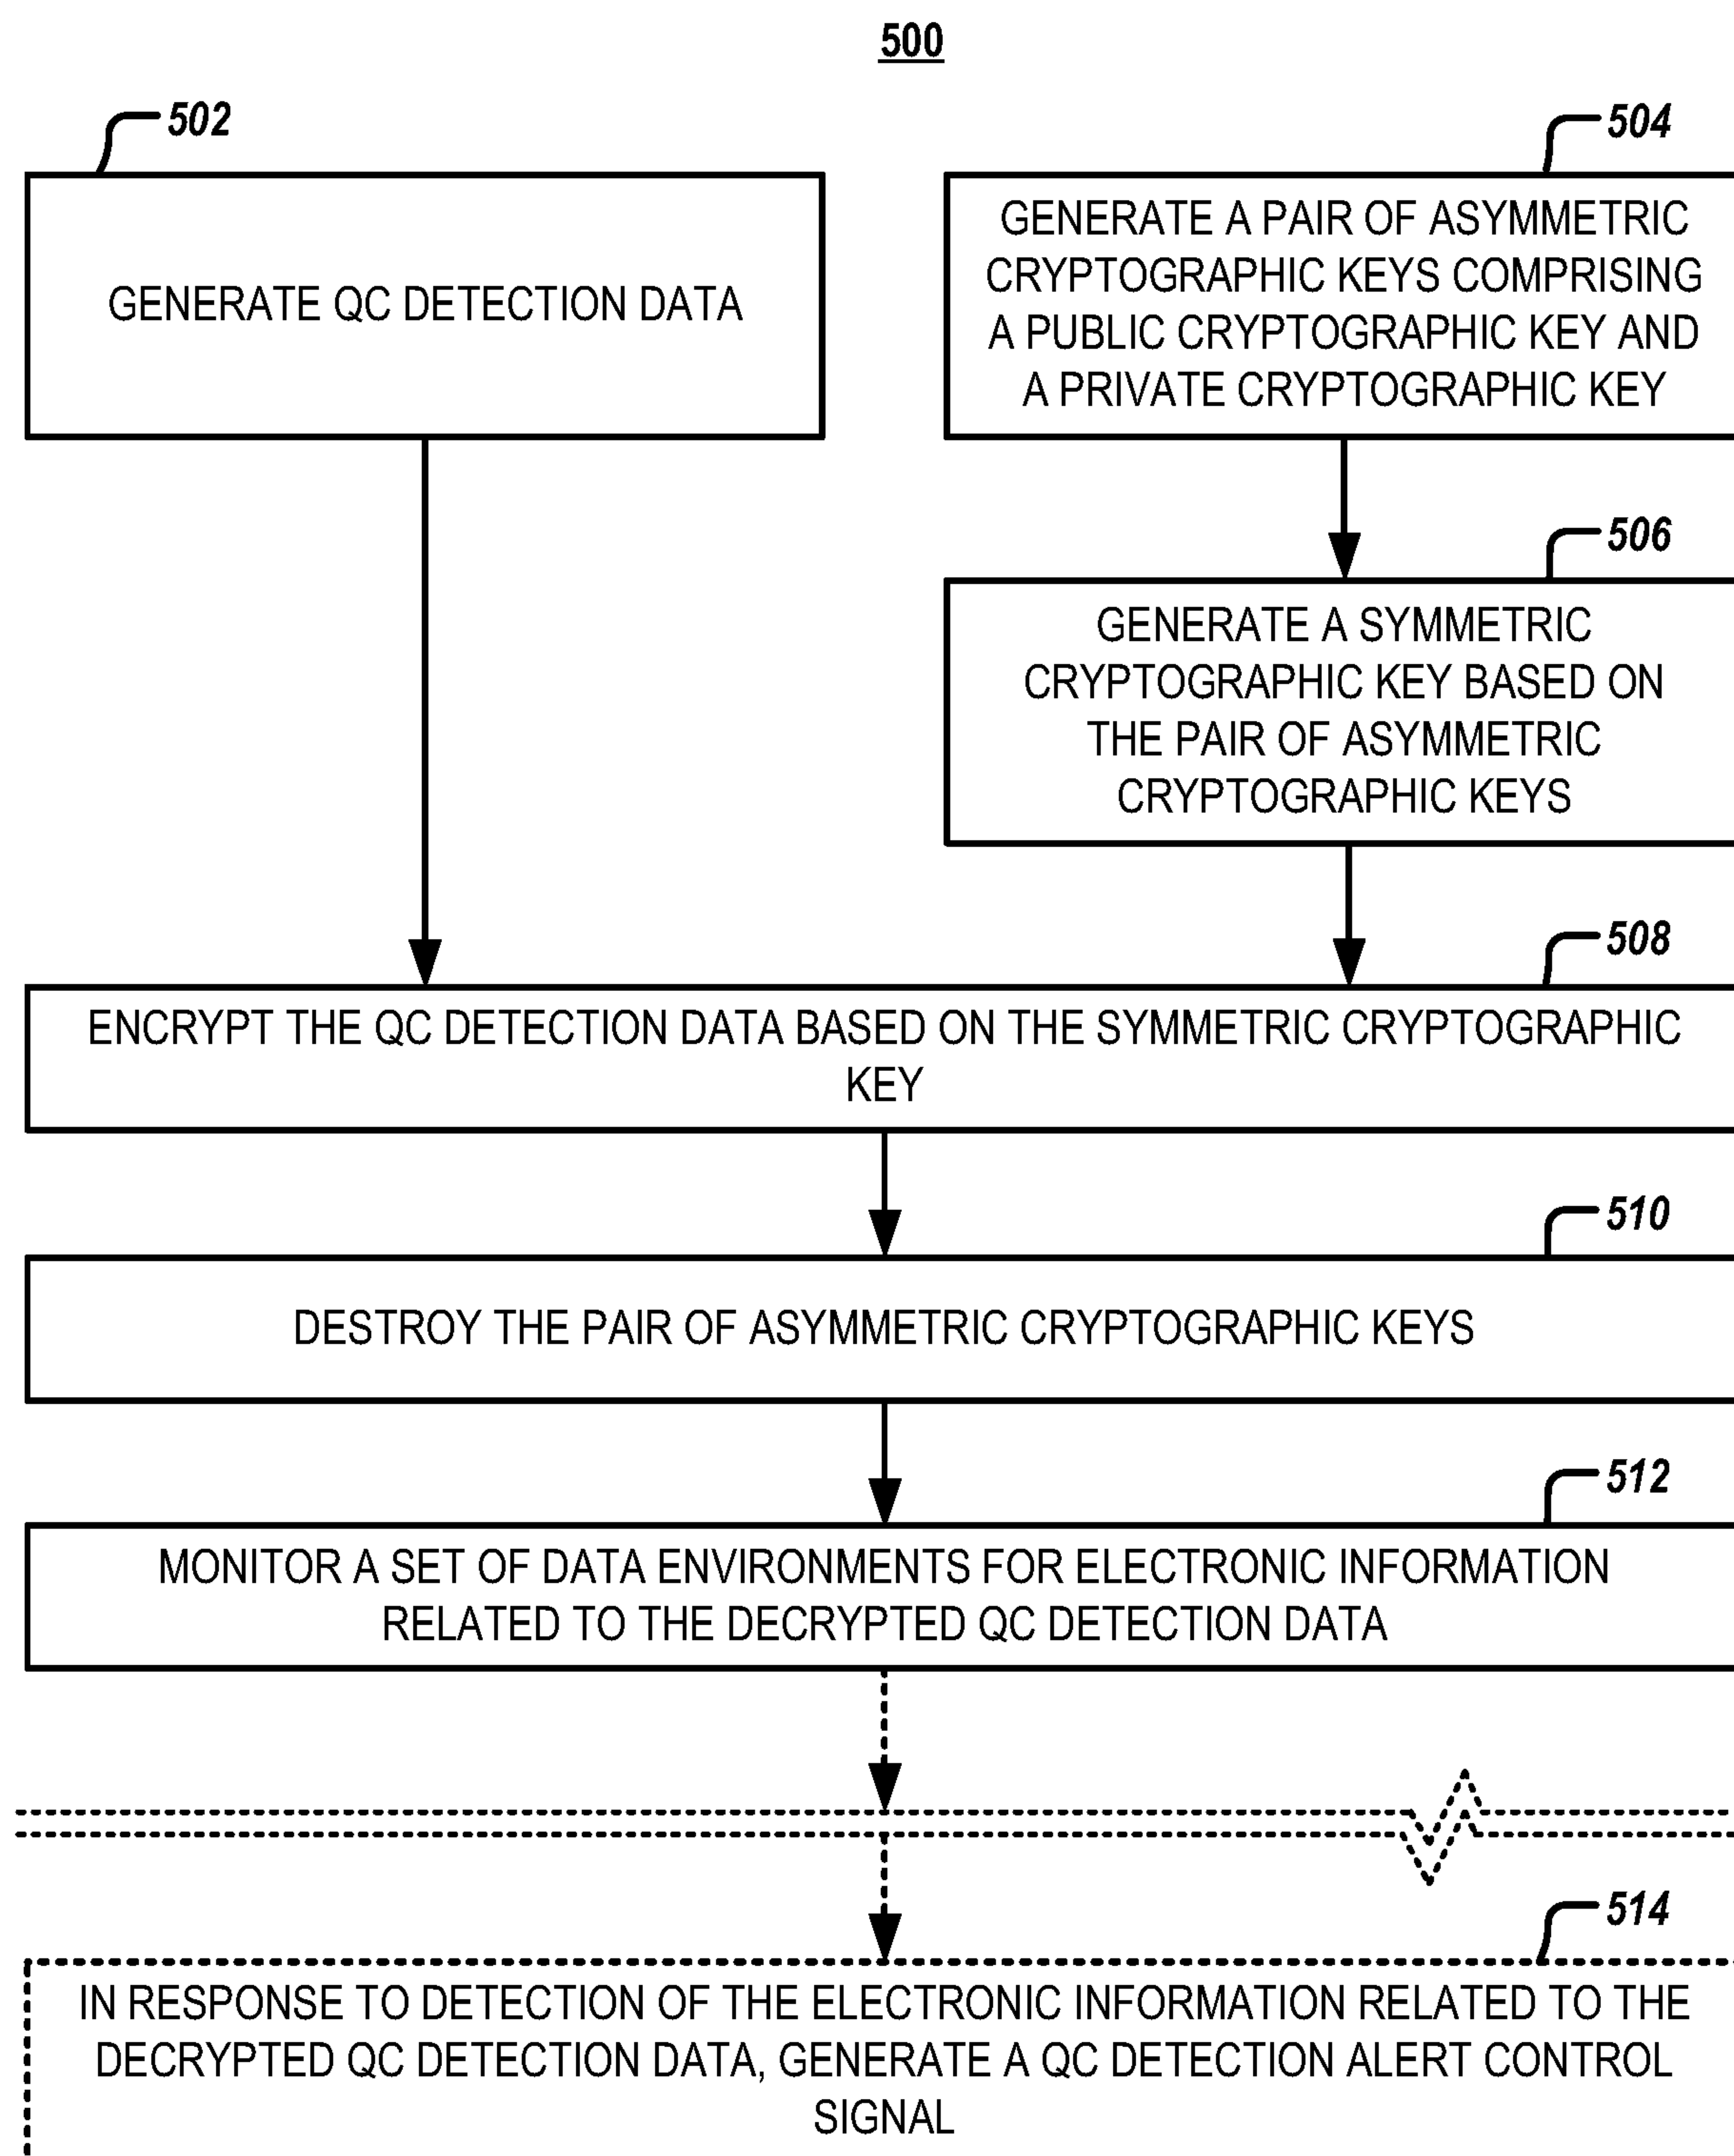 500
502
GENERATE QC DETECTION DATA
504
GENERATE A PAIR OF ASYMMETRIC
CRYPTOGRAPHIC KEYS COMPRISING
A PUBLIC CRYPTOGRAPHIC KEY AND
A PRIVATE CRYPTOGRAPHIC KEY
506
GENERATE A SYMMETRIC
CRYPTOGRAPHIC KEY BASED ON
THE PAIR OF ASYMMETRIC
CRYPTOGRAPHIC KEYS
508
ENCRYPT THE QC DETECTION DATA BASED ON THE SYMMETRIC CRYPTOGRAPHIC
KEY
510
DESTROY THE PAIR OF ASYMMETRIC CRYPTOGRAPHIC KEYS
512
MONITOR A SET OF DATA ENVIRONMENTS FOR ELECTRONIC INFORMATION
RELATED TO THE DECRYPTED QC DETECTION DATA
514
IN RESPONSE TO DETECTION OF THE ELECTRONIC INFORMATION RELATED TO THE
DECRYPTED QC DETECTION DATA, GENERATE A QC DETECTION ALERT CONTROL
SIGNAL